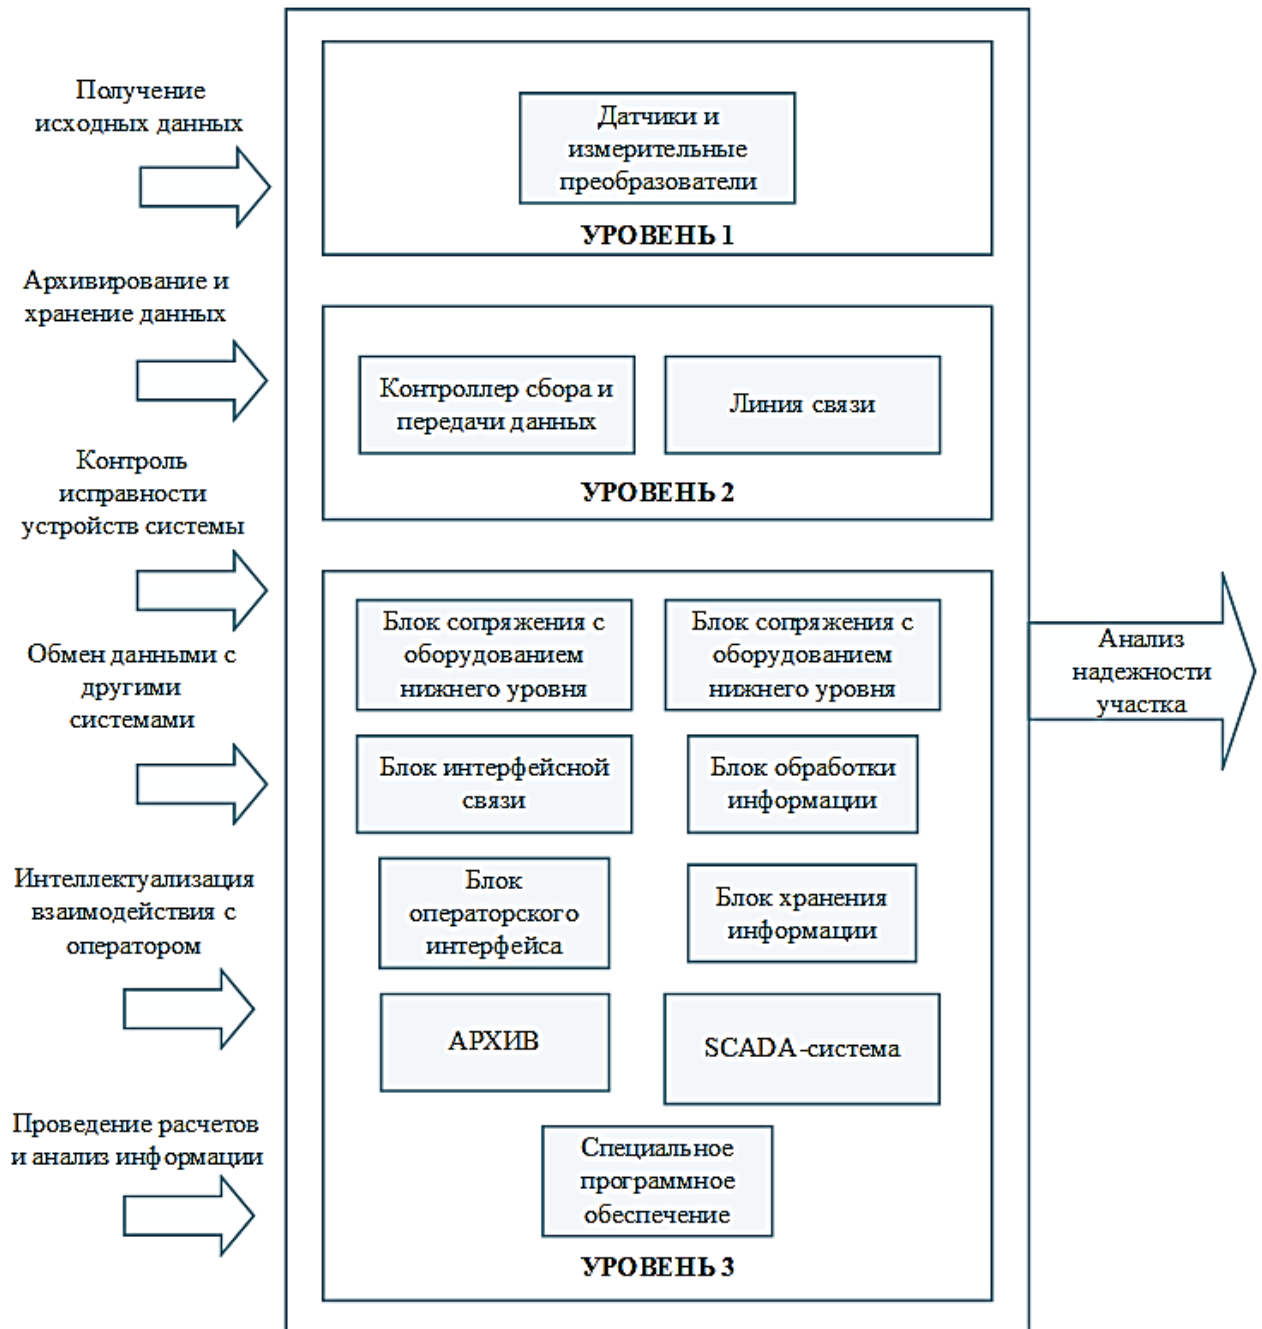 Получение
исходных данных
Архивирование и
хранение данных
Контроль
исправности
устройств системы
Обмен данными с
другими
системами
Интеллектуализация
взаимодействия с
оператором
Проведение расчетов
и анализ информации
Датчики и
измерительные
преобразователи
УРОВЕНЬ 1
Контроллер сбора и
передачи данных
Линия связи
УРОВЕНЬ 2
Блок сопряжения с
оборудованием
нижнего уровня
Блок сопряжения с
оборудованием
нижнего уровня
Блок интерфейсной
связи
Блок обработки
информации
Блок
операторского
интерфейса
Блок хранения
информации
АРХИВ
SCADA-система
Специальное
программное
обеспечение
УРОВЕНЬ 3
Анализ
надежности
участка